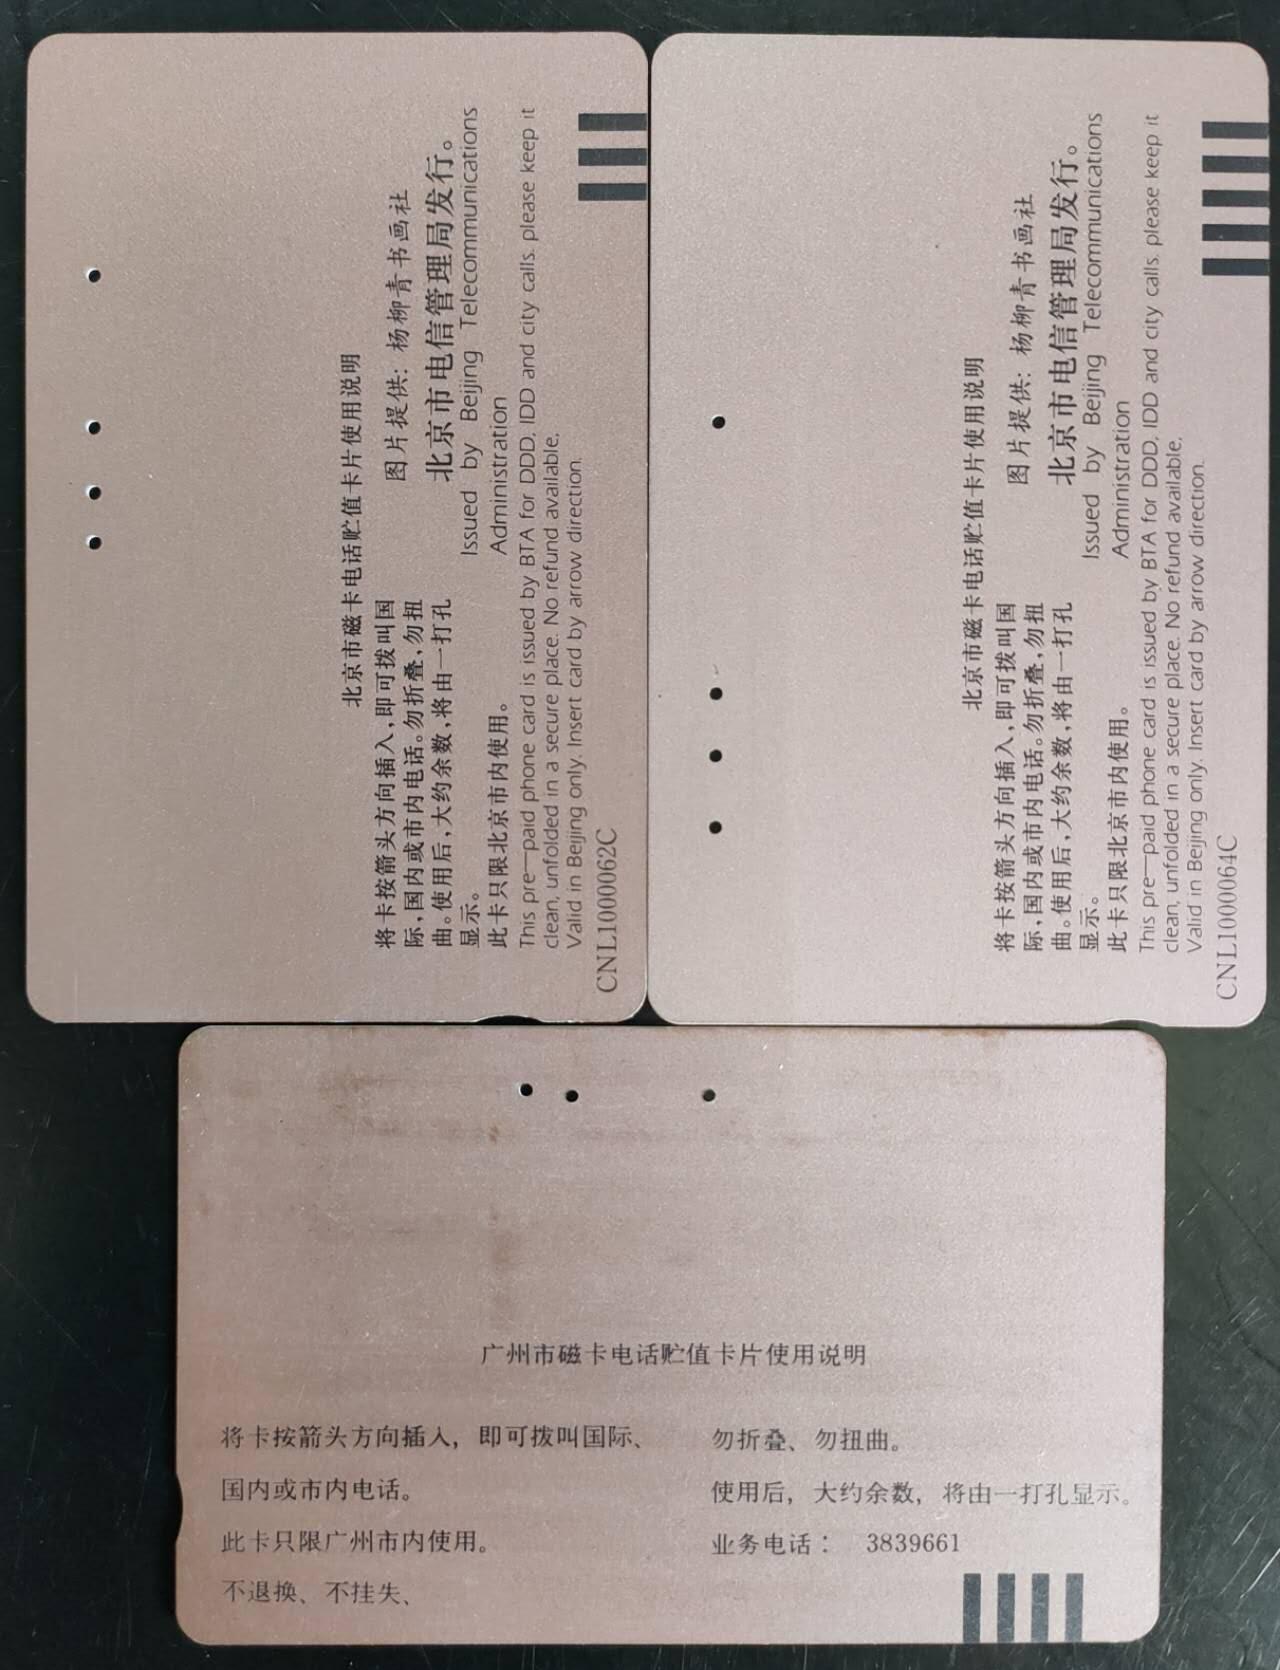 北京市磁卡电话贮值卡片使用说明
将卡按箭头方向插入,即可拨叫国
际,国内或市内电话。勿折叠,勿扭
曲。使用后,大约余数,将由一打孔
显示。
此卡只限北京市内使用。
图片提供: 杨柳青书画社
北京市电信管理局发行。
Issued by Beijing Telecommunications
Administration
This pre—paid phone card is issued by BTA for DDD, IDD and city calls. please keep it
clean, unfolded in a secure place. No refund available.
Valid in Beijing only. Insert card by arrow direction.
CNL1000062C
北京市磁卡电话贮值卡片使用说明
将卡按箭头方向插入,即可拨叫国
际,国内或市内电话。勿折叠,勿扭
曲。使用后,大约余数,将由一打孔
显示。
此卡只限北京市内使用。
图片提供: 杨柳青书画社
北京市电信管理局发行。
Issued by Beijing Telecommunications
Administration
This pre—paid phone card is issued by BTA for DDD, IDD and city calls. please keep it
clean, unfolded in a secure place. No refund available.
Valid in Beijing only. Insert card by arrow direction.
CNL1000064C
广州市磁卡电话贮值卡片使用说明
将卡按箭头方向插入, 即可拨叫国际、
国内或市内电话。
此卡只限广州市内使用。
不退换、不挂失、
勿折叠、勿扭曲。
使用后, 大约余数, 将由一打孔显示。
业务电话: 3839661